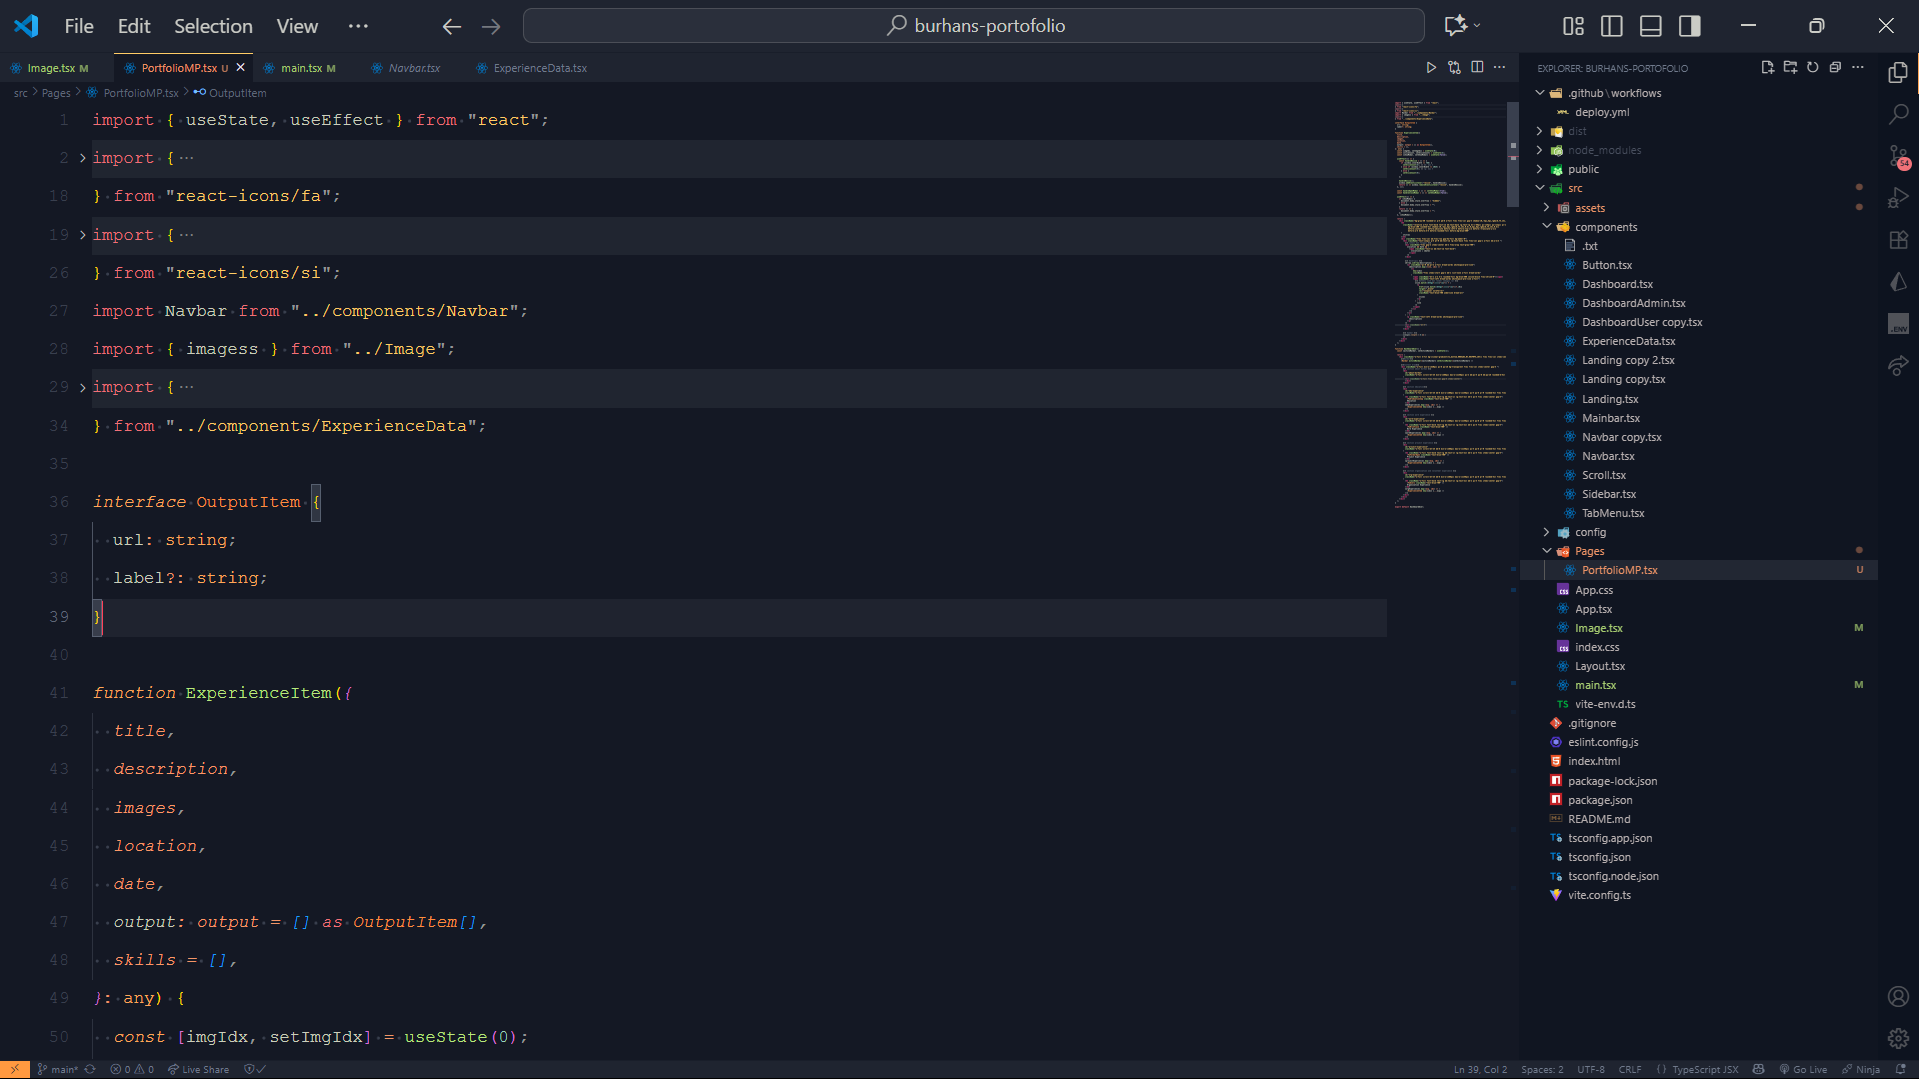 File Edit Selection View ···
burhans-portofolio
Image.tsx M
PortfolioMP.tsx U
main.tsx M
Navbar.tsx
ExperienceData.tsx
src > Pages > PortfolioMP.tsx > OutputItem
1 import { useState, useEffect } from "react";
2 import { ···
18 } from "react-icons/fa";
19 import { ···
26 } from "react-icons/si";
27 import Navbar from "../components/Navbar";
28 import { imagess } from "../Image";
29 import { ···
34 } from "../components/ExperienceData";
35
36 interface OutputItem {
37 url: string;
38 label?: string;
39 }
40
41 function ExperienceItem({
42 title,
43 description,
44 images,
45 location,
46 date,
47 output: output = [] as OutputItem[],
48 skills = [],
49 }: any) {
50 const [imgIdx, setImgIdx] = useState(0);
EXPLORER: BURHANS-PORTOFOLIO
.github\workflows
deploy.yml
dist
node_modules
public
src
assets
components
.txt
Button.tsx
Dashboard.tsx
DashboardAdmin.tsx
DashboardUser copy.tsx
ExperienceData.tsx
Landing copy 2.tsx
Landing copy.tsx
Landing.tsx
Mainbar.tsx
Navbar copy.tsx
Navbar.tsx
Scroll.tsx
Sidebar.tsx
TabMenu.tsx
config
Pages
PortfolioMP.tsx U
App.css
App.tsx
Image.tsx M
index.css
Layout.tsx
main.tsx M
vite-env.d.ts
.gitignore
eslint.config.js
index.html
package-lock.json
package.json
README.md
tsconfig.app.json
tsconfig.json
tsconfig.node.json
vite.config.ts
54
.ENV
main* 0 0 Live Share
Ln 39, Col 2 Spaces: 2 UTF-8 CRLF {} TypeScript JSX Go Live Ninja